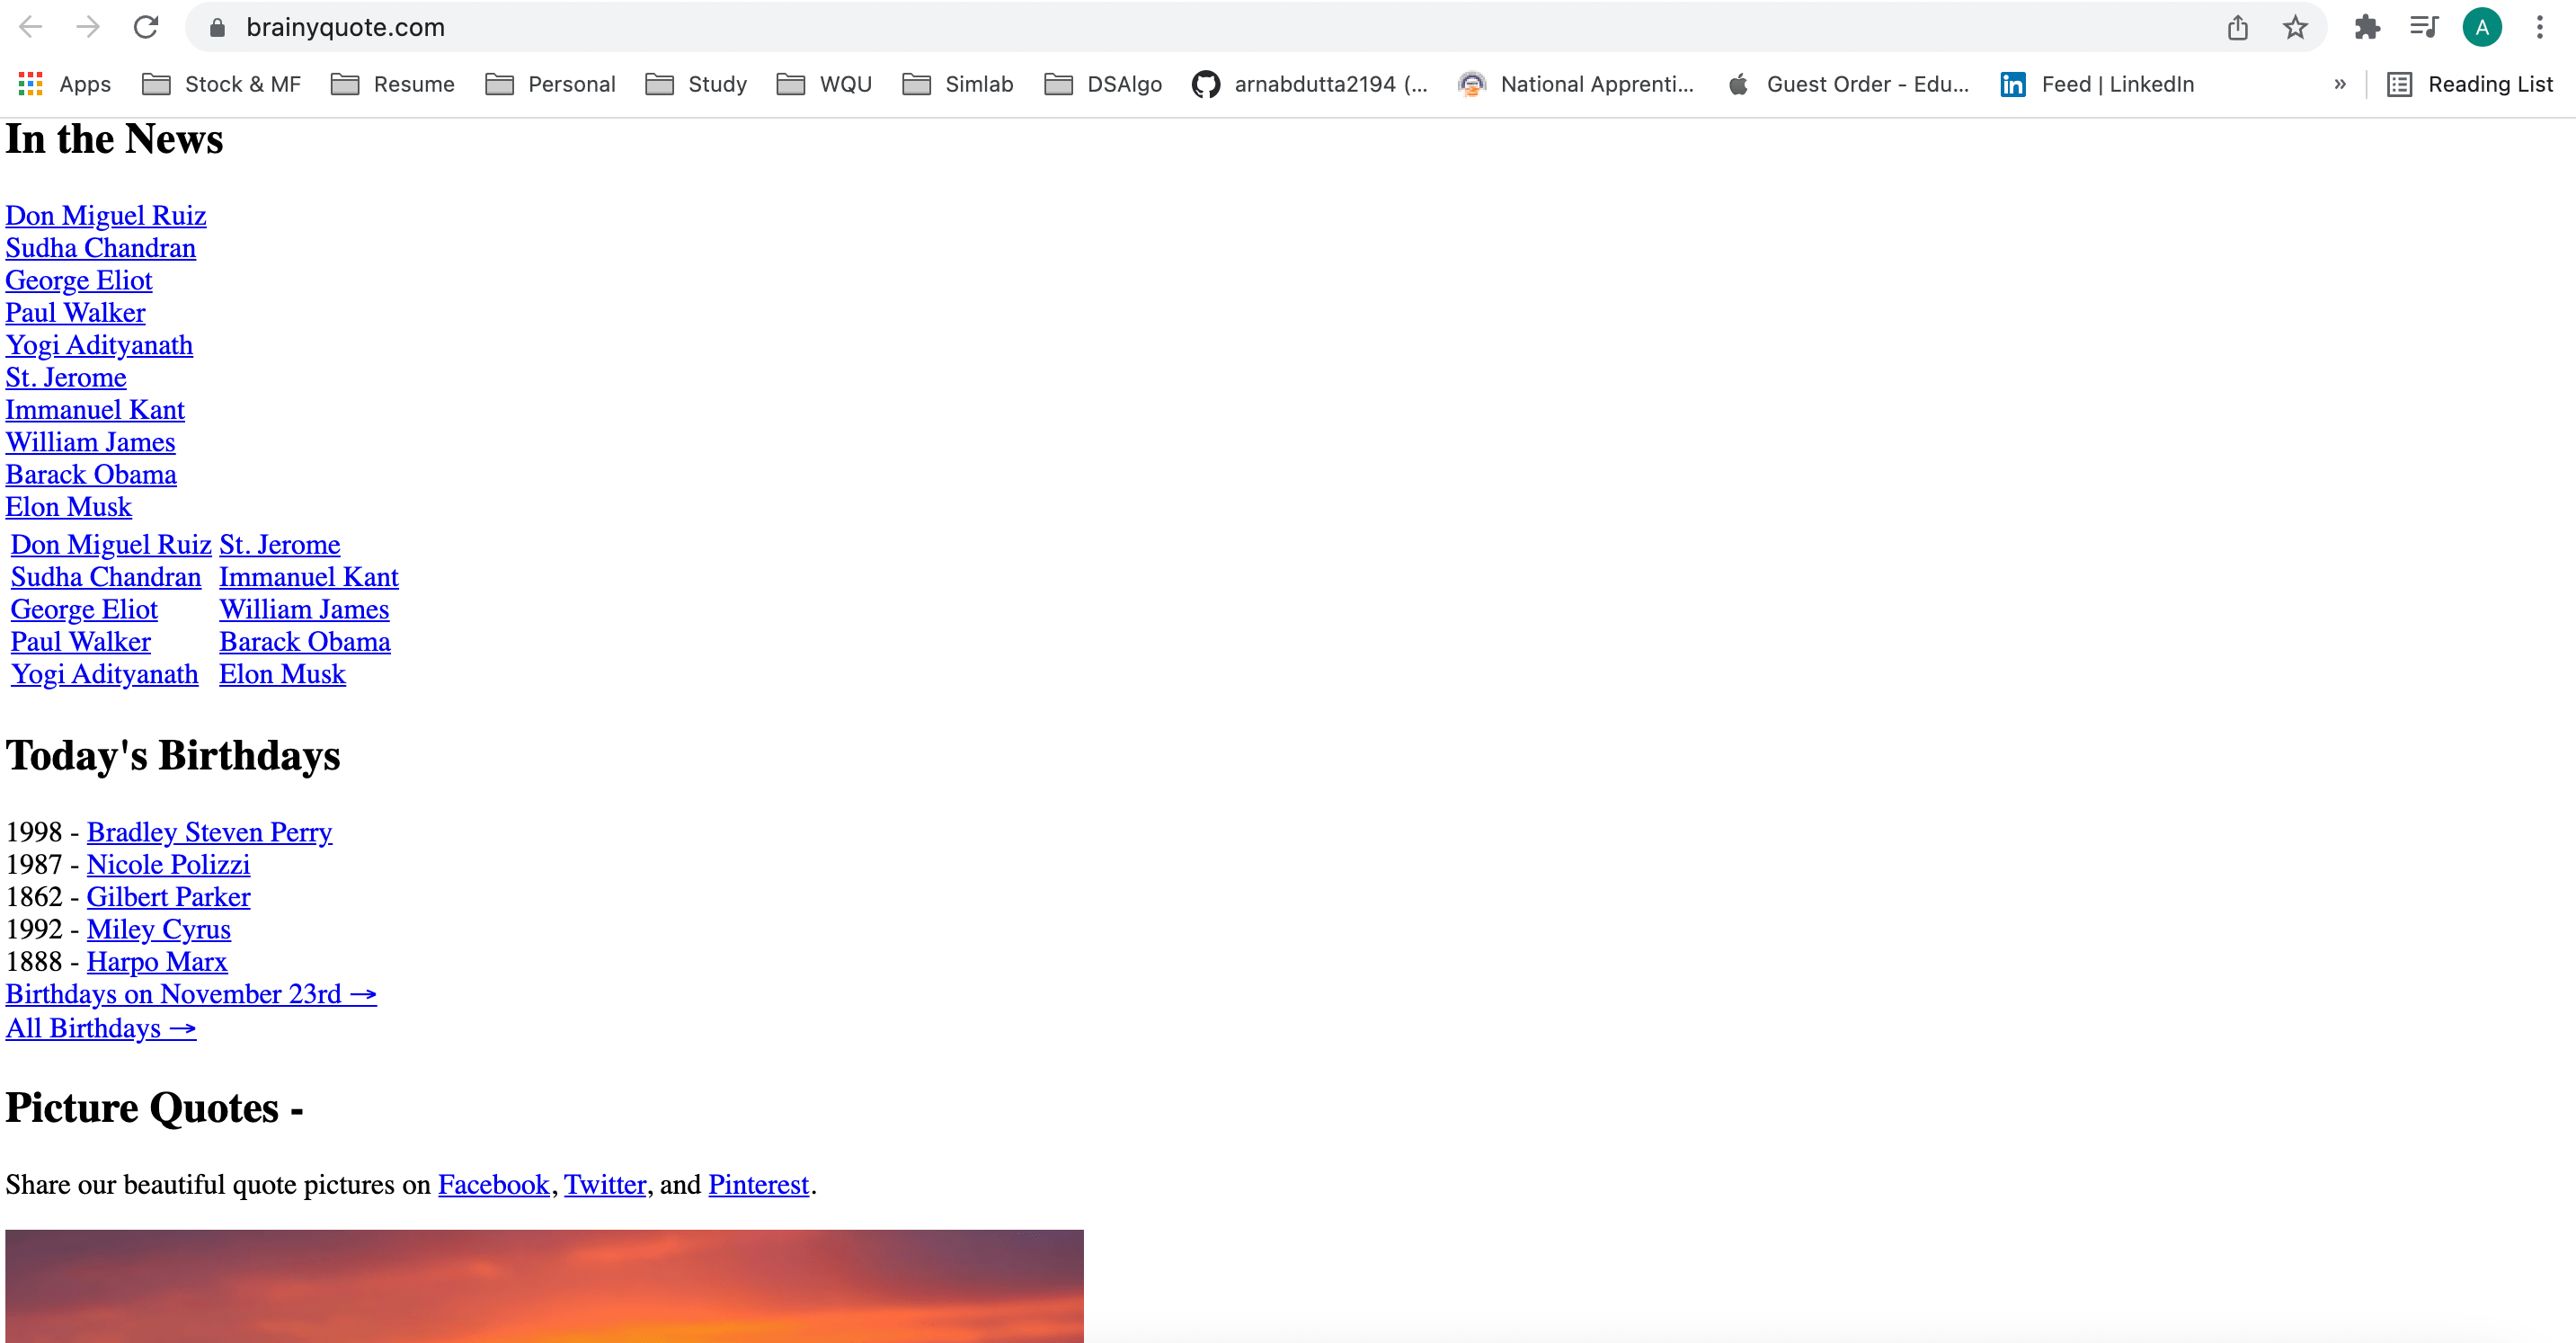 brainyquote.com
A
Apps Stock & MF Resume Personal Study WQU Simlab DSAlgo arnabdutta2194 (... National Apprenti... Guest Order - Edu... Feed | LinkedIn » Reading List
In the News
Don Miguel Ruiz
Sudha Chandran
George Eliot
Paul Walker
Yogi Adityanath
St. Jerome
Immanuel Kant
William James
Barack Obama
Elon Musk
Don Miguel Ruiz St. Jerome
Sudha Chandran Immanuel Kant
George Eliot William James
Paul Walker Barack Obama
Yogi Adityanath Elon Musk
Today's Birthdays
1998 - Bradley Steven Perry
1987 - Nicole Polizzi
1862 - Gilbert Parker
1992 - Miley Cyrus
1888 - Harpo Marx
Birthdays on November 23rd →
All Birthdays →
Picture Quotes -
Share our beautiful quote pictures on Facebook, Twitter, and Pinterest.